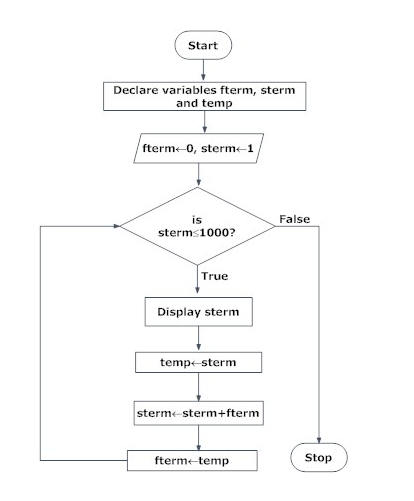 Start
Declare variables fterm, sterm
and temp
fterm←0, sterm←1
is
sterm≤1000?
False
True
Display sterm
temp←sterm
sterm←sterm+fterm
fterm←temp
Stop